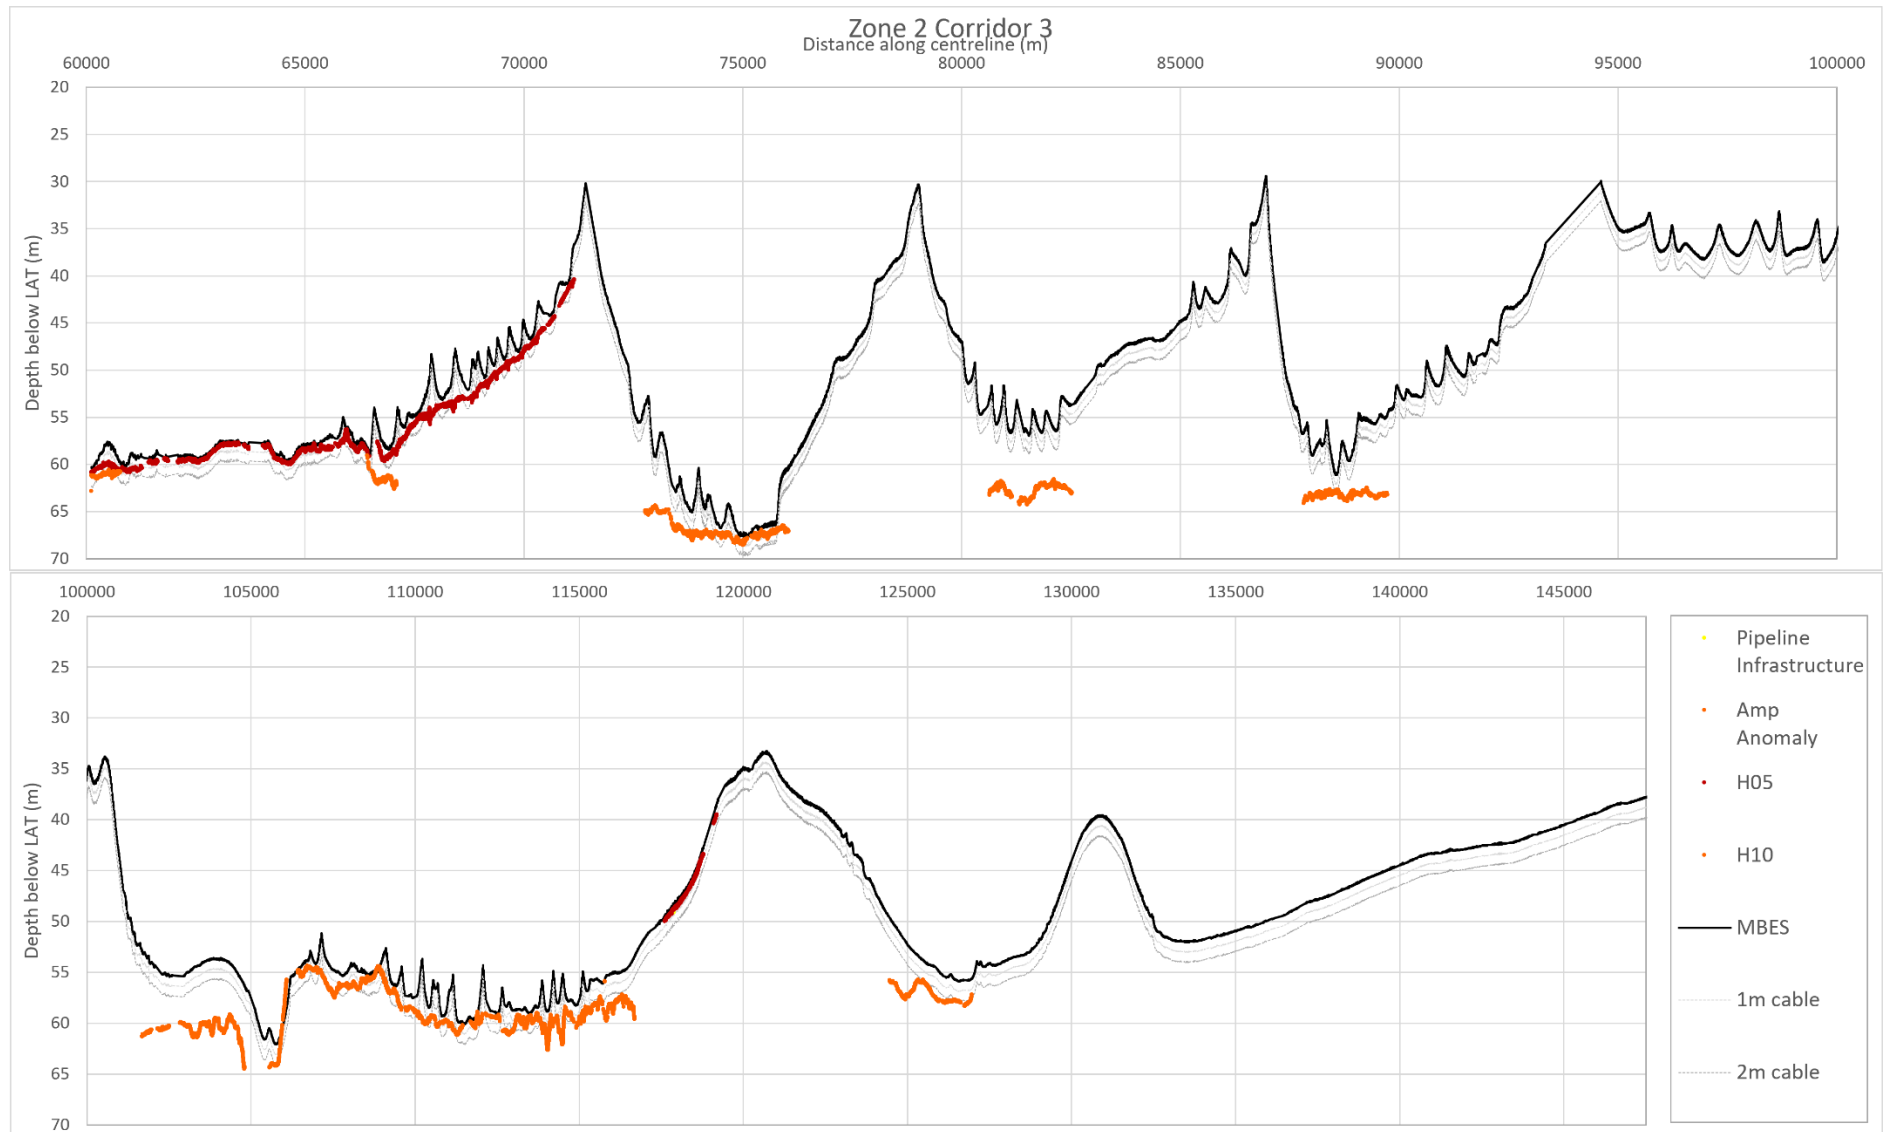 Zone 2 Corridor 3
Distance along centreline (m)
60000 65000 70000 75000 80000 85000 90000 95000 100000
20
25
30
35
40
45
50
55
60
65
70
Depth below LAT (m)
100000 105000 110000 115000 120000 125000 130000 135000 140000 145000
20
25
30
35
40
45
50
55
60
65
70
Depth below LAT (m)
Pipeline
Infrastructure
Amp
Anomaly
H05
H10
MBES
1m cable
2m cable